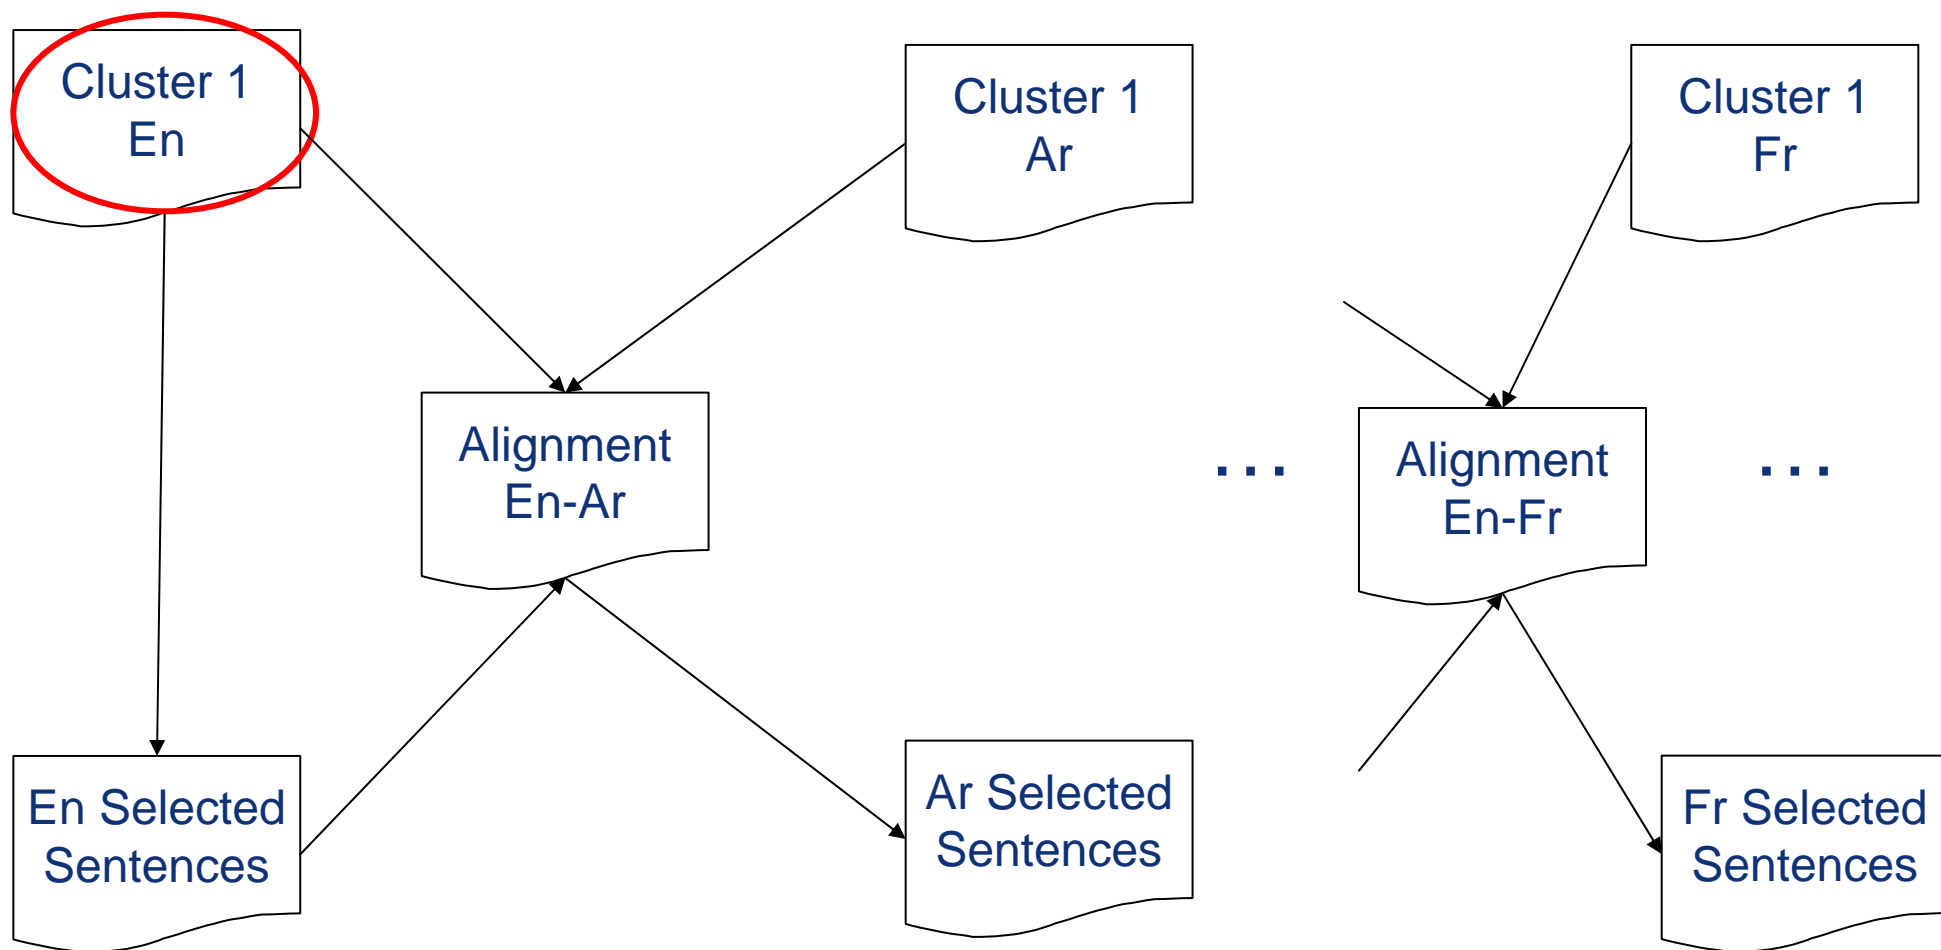 Cluster 1
En
Cluster 1
Ar
Cluster 1
Fr
Alignment
En-Ar
...
Alignment
En-Fr
...
En Selected
Sentences
Ar Selected
Sentences
Fr Selected
Sentences